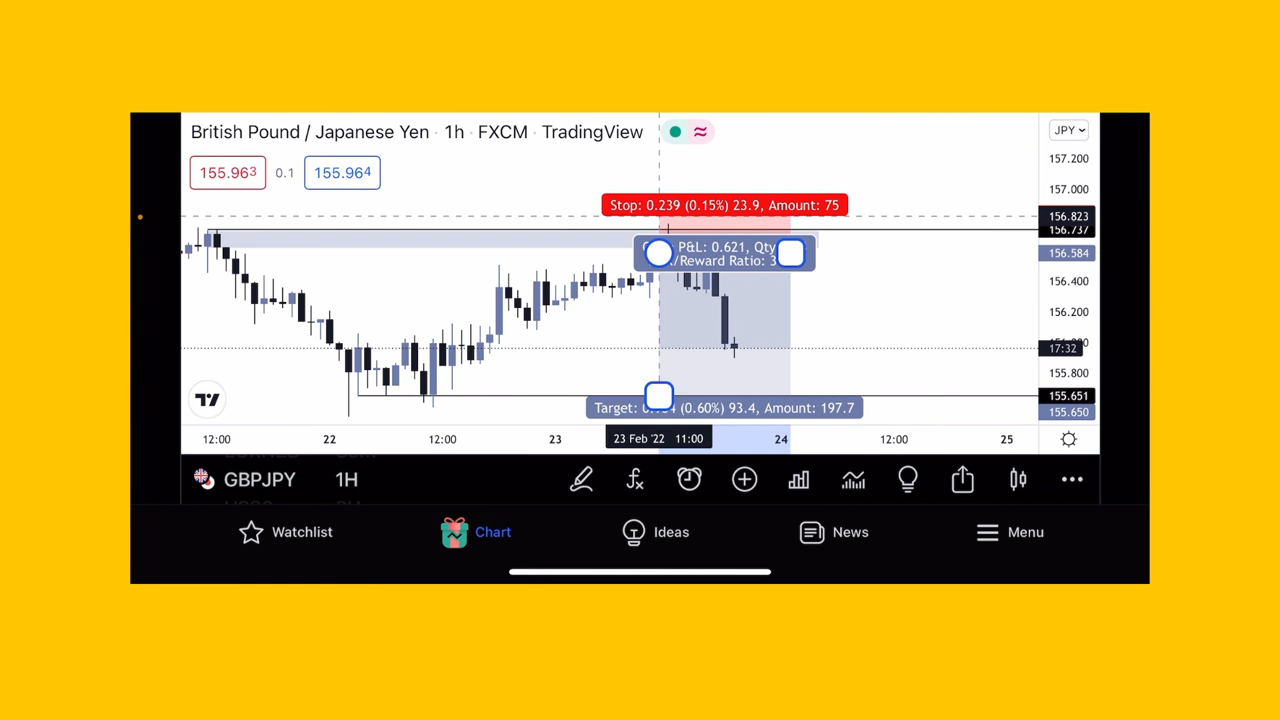 British Pound / Japanese Yen · 1h · FXCM · TradingView
JPY
155.963 0.1 155.964
157.200
157.000
156.823
156.737
156.584
156.400
156.200
17:32
155.800
155.651
155.650
Stop: 0.239 (0.15%) 23.9, Amount: 75
P&L: 0.621, Qty
/Reward Ratio: 3
Target: (0.60%) 93.4, Amount: 197.7
12:00 22 12:00 23 23 Feb '22 11:00 24 12:00 25
GBPJPY 1H
Watchlist Chart Ideas News Menu